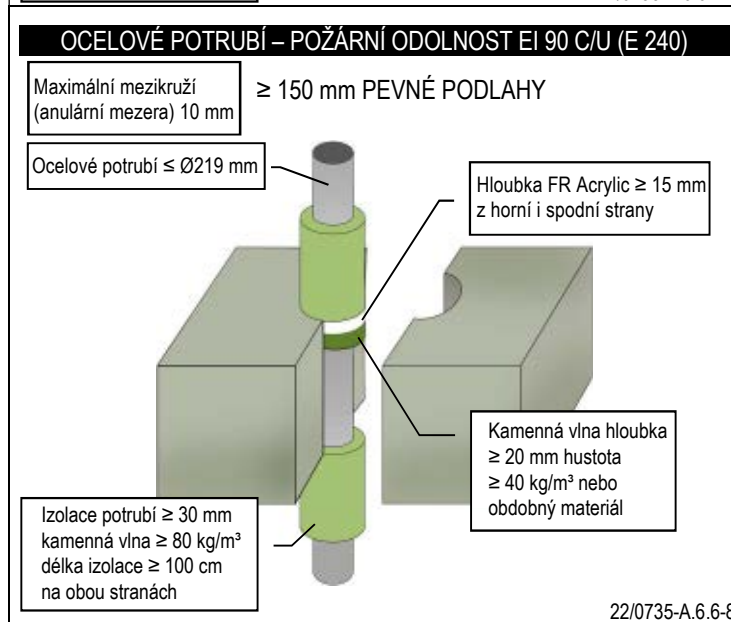 OCELOVÉ POTRUBÍ – POŽÁRNÍ ODOLNOST EI 90 C/U (E 240)
Maximální mezikruží
(anulární mezera) 10 mm
≥ 150 mm PEVNÉ PODLAHY
Ocelové potrubí ≤ Ø219 mm
Hloubka FR Acrylic ≥ 15 mm
z horní i spodní strany
Kamenná vlna hloubka
≥ 20 mm hustota
≥ 40 kg/m³ nebo
obdobný materiál
Izolace potrubí ≥ 30 mm
kamenná vlna ≥ 80 kg/m³
délka izolace ≥ 100 cm
na obou stranách
22/0735-A.6.6-8